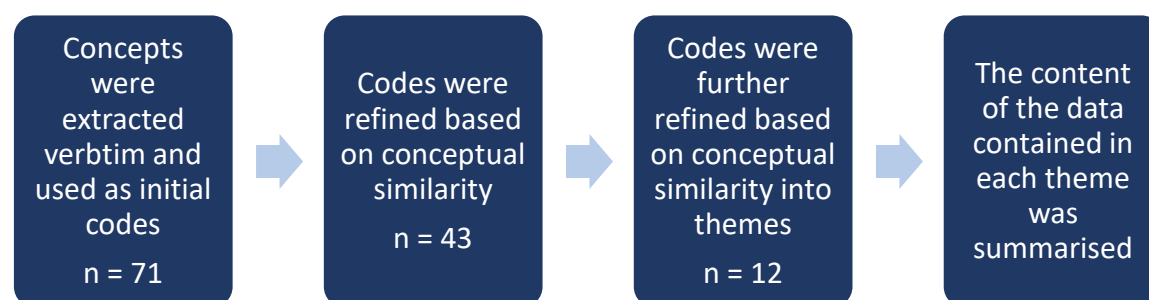 Concepts
were
extracted
verbtim and
used as initial
codes
n = 71
Codes were
refined based
on conceptual
similarity
n = 43
Codes were
further
refined based
on conceptual
similarity into
themes
n = 12
The content
of the data
contained in
each theme
was
summarised